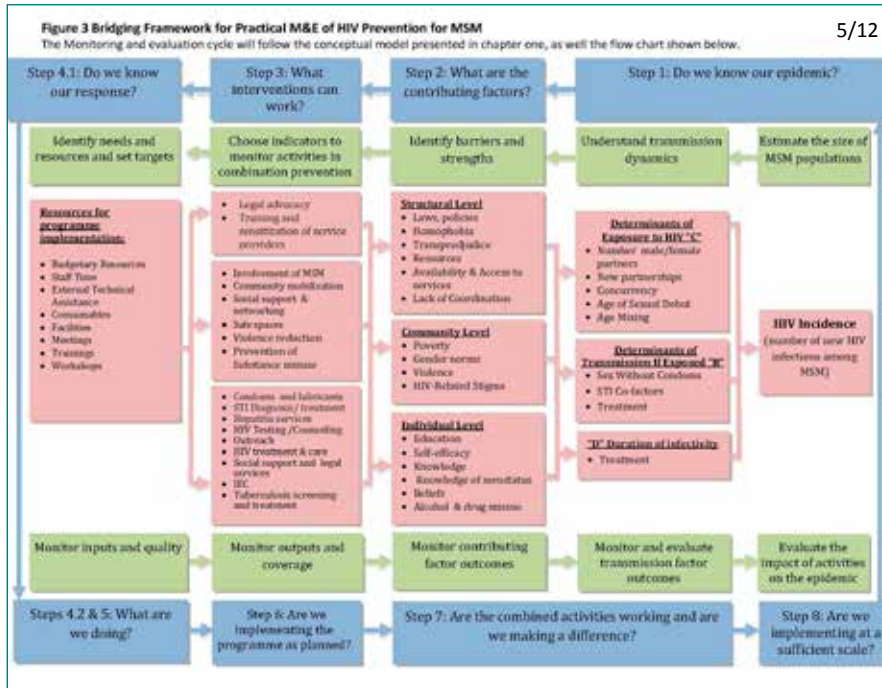 Figure 3 Bridging Framework for Practical M&E of HIV Prevention for MSM
5/12
The Monitoring and evaluation cycle will follow the conceptual model presented in chapter one, as well the flow chart shown below.
Step 4.1: Do we know
our response?
Step 3: What
interventions can
work?
Step 2: What are the
contributing factors?
Step 1: Do we know our epidemic?
Identify needs and
resources and set targets
Choose indicators to
monitor activities in
combination prevention
Identify barriers and
strengths
Understand transmission
dynamics
Estimate the size of
MSM populations
Resources for
programme
implementation:
• Budgetary Resources
• Staff Time
• External Technical
Assistance
• Consumables
• Facilities
• Meetings
• Trainings
• Workshops
• Legal advocacy
• Training and
sensitization of service
providers
• Involvement of MSM
• Community mobilization
• Social support &
networking
• Safe spaces
• Violence reduction
• Prevention of
Substance misuse
• Condoms and lubricants
• STI Diagnosis/ treatment
• Hepatitis services
• HIV Testing /Counseling
• Outreach
• HIV treatment & care
• Social support and legal
services
• IEC
• Tuberculosis screening
and treatment
Structural Level
• Laws, policies
• Homophobia
• Transprejudice
• Resources
• Availability & Access to
services
• Lack of Coordination
Community Level
• Poverty
• Gender norms
• Violence
• HIV-Related Stigma
Individual Level
• Education
• Self-efficacy
• Knowledge
• Knowledge of serostatus
• Beliefs
• Alcohol & drug misuse
Determinants of
Exposure to HIV "C"
• Number male/female
partners
• New partnerships
• Concurrency
• Age of Sexual Debut
• Age Mixing
Determinants of
Transmission If Exposed "B"
• Sex Without Condoms
• STI Co-factors
• Treatment
"D" Duration of infectivity
• Treatment
HIV Incidence
(number of new HIV
infections among
MSM)
Monitor inputs and quality
Monitor outputs and
coverage
Monitor contributing
factor outcomes
Monitor and evaluate
transmission factor
outcomes
Evaluate the
impact of activities
on the epidemic
Steps 4.2 & 5: What are
we doing?
Step 6: Are we
implementing the
programme as planned?
Step 7: Are the combined activities working and are
we making a difference?
Step 8: Are we
implementing at a
sufficient scale?